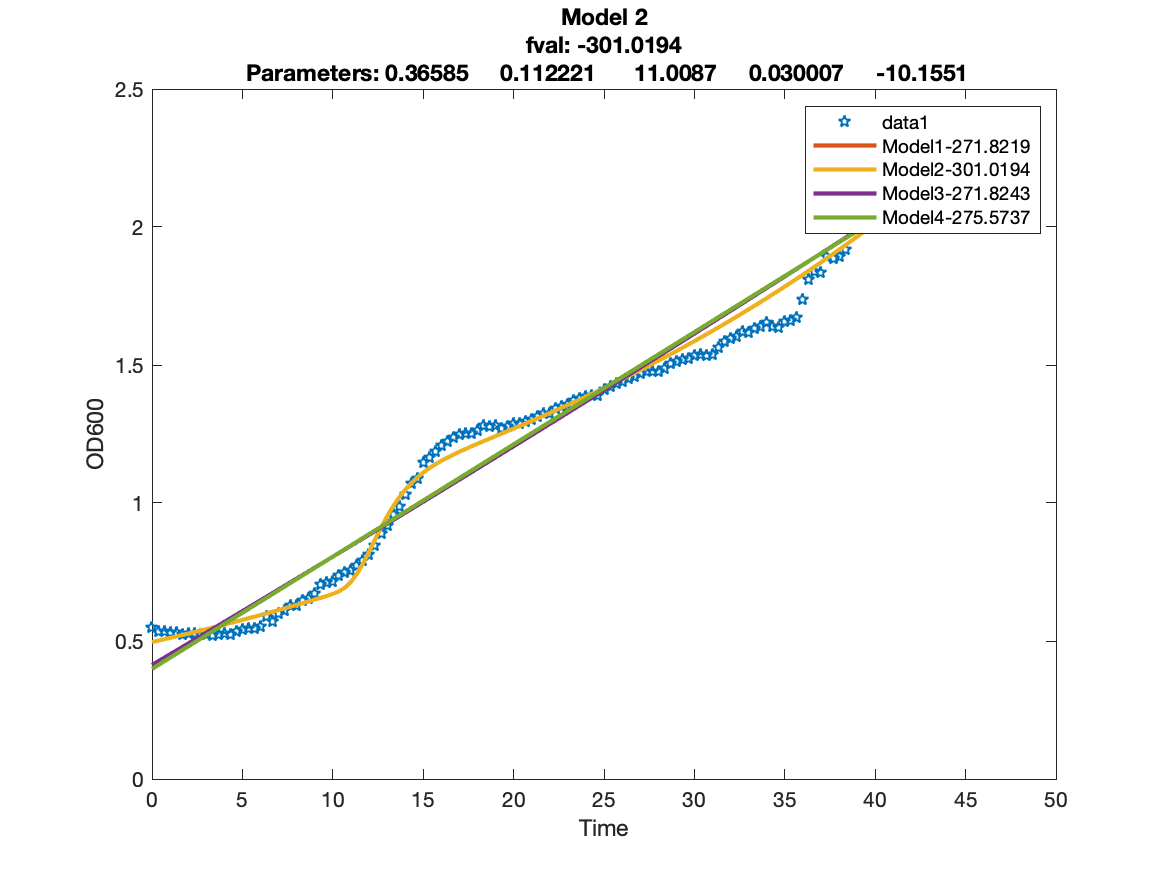 Model 2
fval: -301.0194
Parameters: 0.36585 0.112221 11.0087 0.030007 -10.1551
2.5
2
1.5
1
0.5
0
OD600
data1
Model1-271.8219
Model2-301.0194
Model3-271.8243
Model4-275.5737
0 5 10 15 20 25 30 35 40 45 50
Time